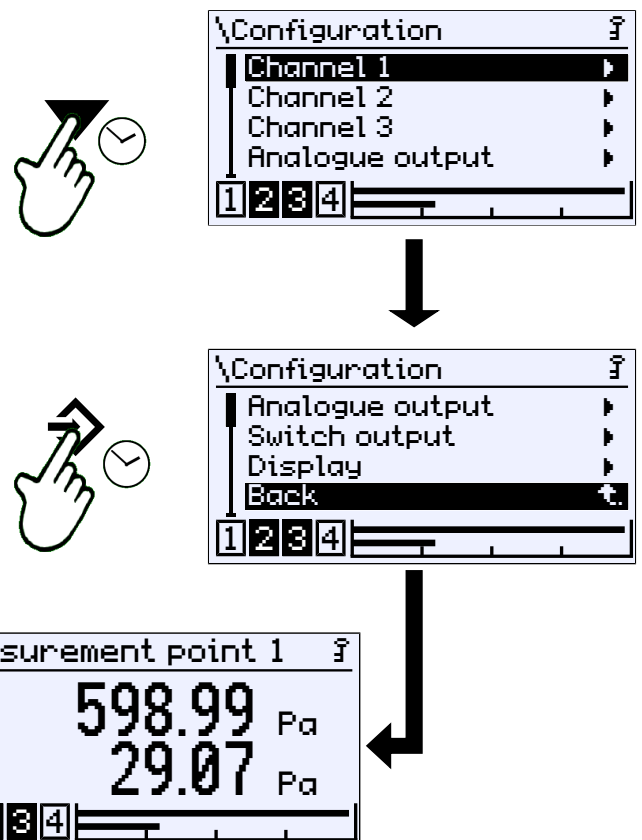 \Configuration
Channel 1
Channel 2
Channel 3
Analogue output
1 2 3 4
\Configuration
Analogue output
Switch output
Display
Back
1 2 3 4
surement point 1
598.99 Pa
29.07 Pa
3 4